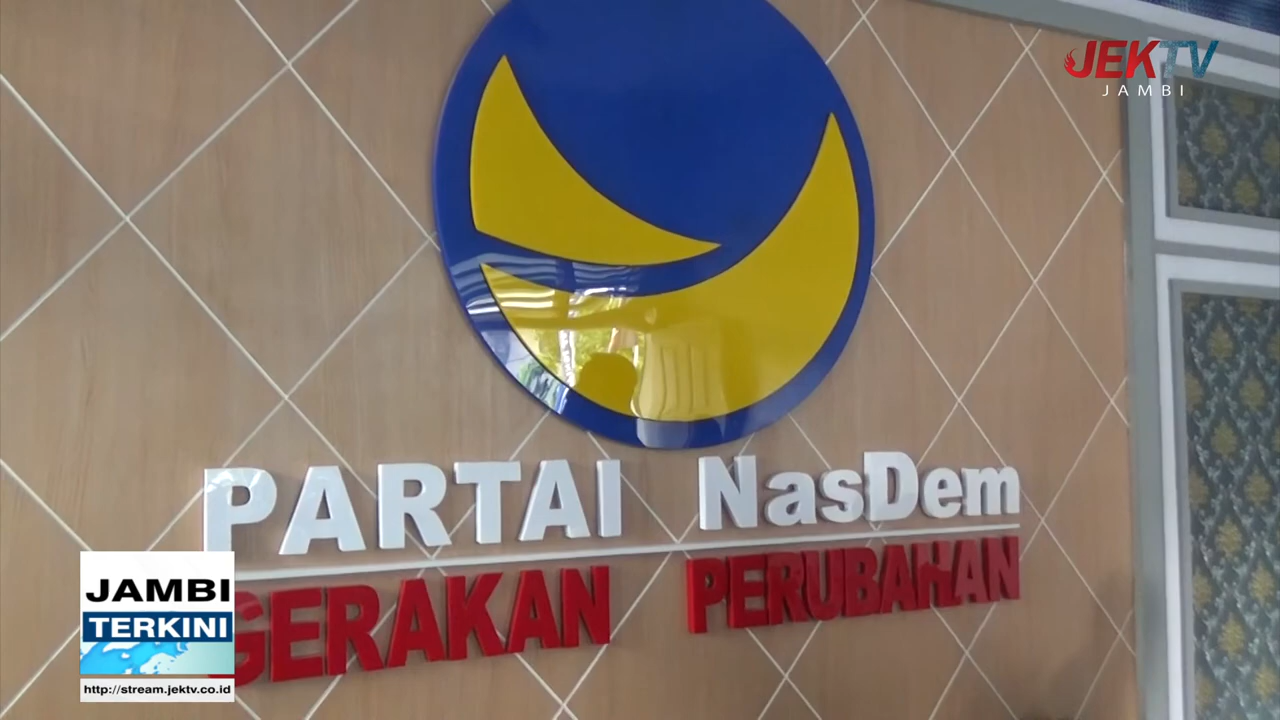 JEKTV
JAMBI
PARTAI NasDem
GERAKAN PERUBAHAN
JAMBI
TERKINI
http://stream.jektv.co.id